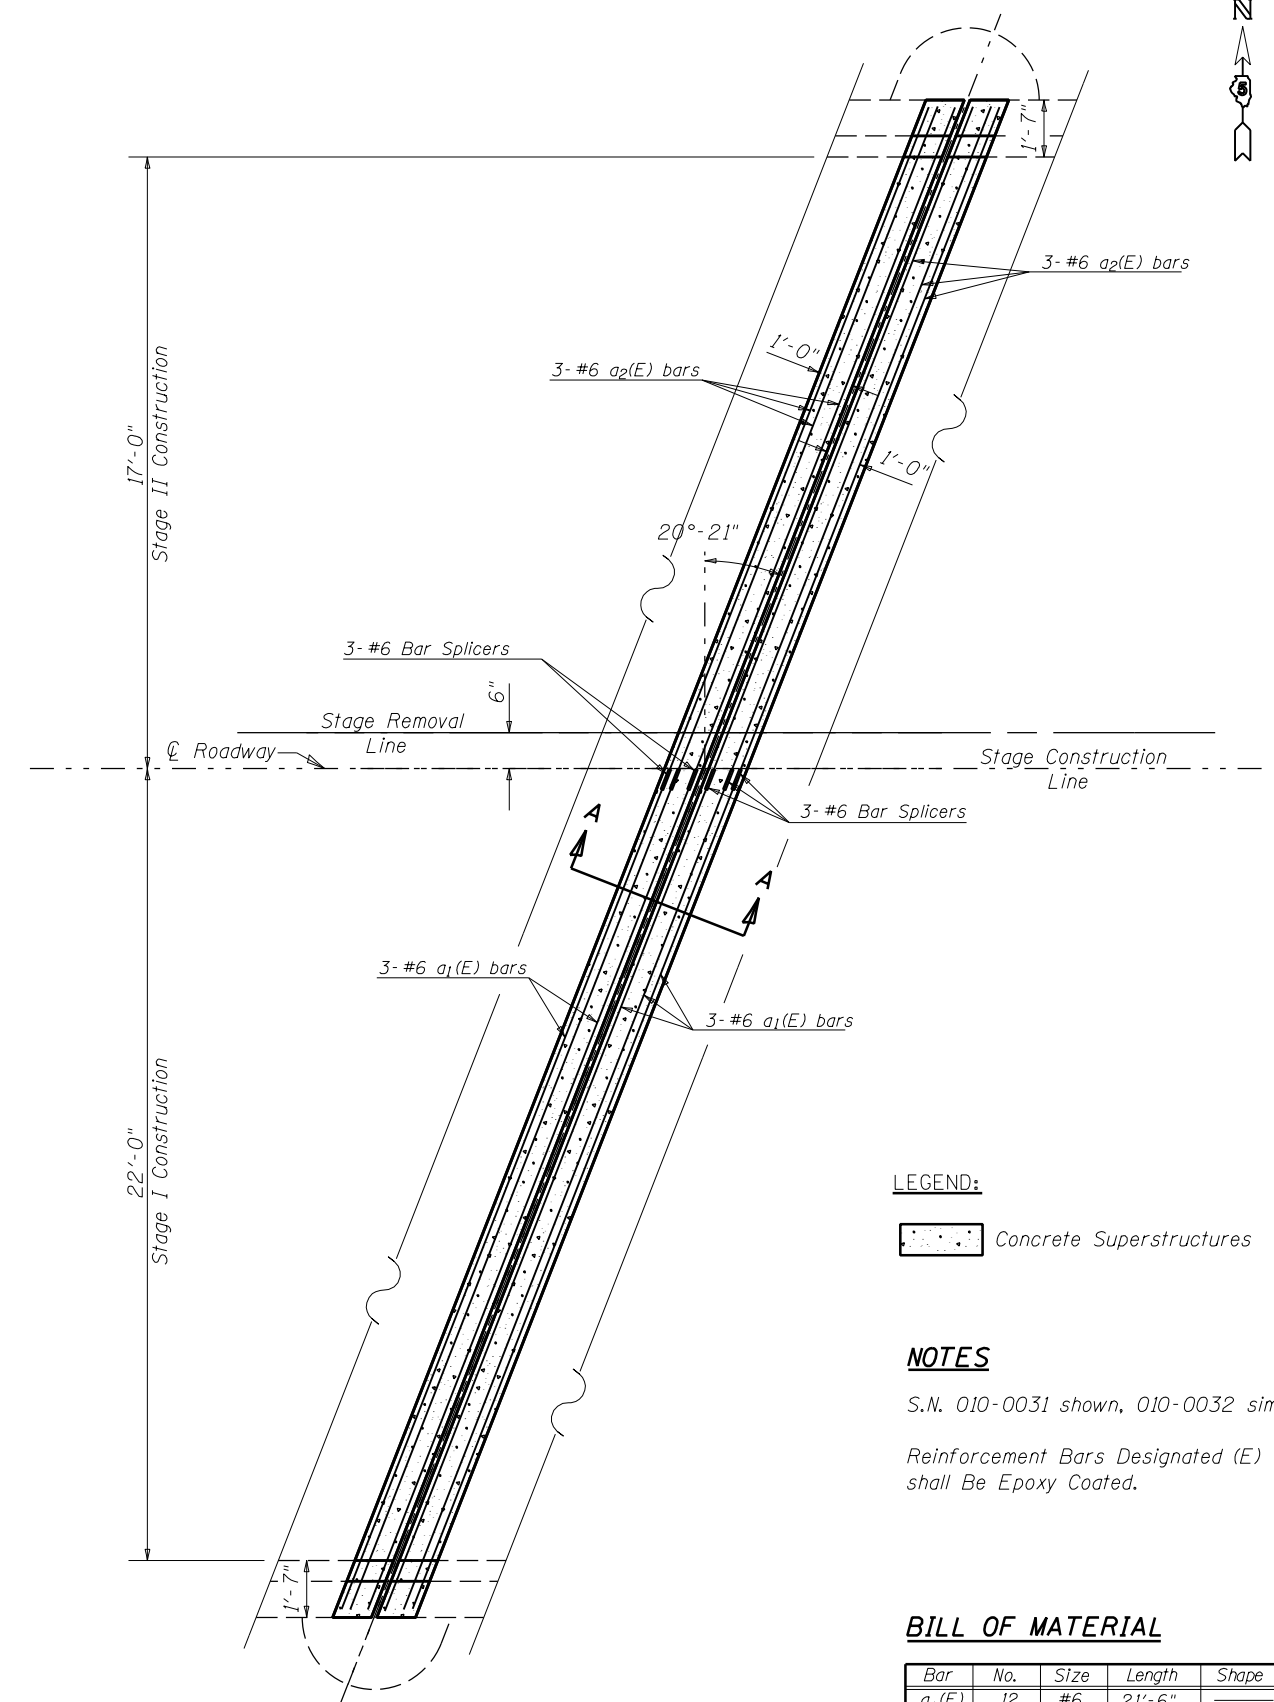 N
5
1'-7"
3-#6 a2(E) bars
1'-0"
3-#6 a2(E) bars
17'-0"
Stage II Construction
1'-0"
20°-21"
3-#6 Bar Splicers
6"
Stage Removal
Line
℄ Roadway
Stage Construction
Line
3-#6 Bar Splicers
A
A
3-#6 a1(E) bars
3-#6 a1(E) bars
22'-0"
Stage I Construction
LEGEND:
Concrete Superstructures
NOTES
S.N. 010-0031 shown, 010-0032 sim
Reinforcement Bars Designated (E)
shall Be Epoxy Coated.
1'-7"
BILL OF MATERIAL
Bar No. Size Length Shape
12 #6 21'-6"